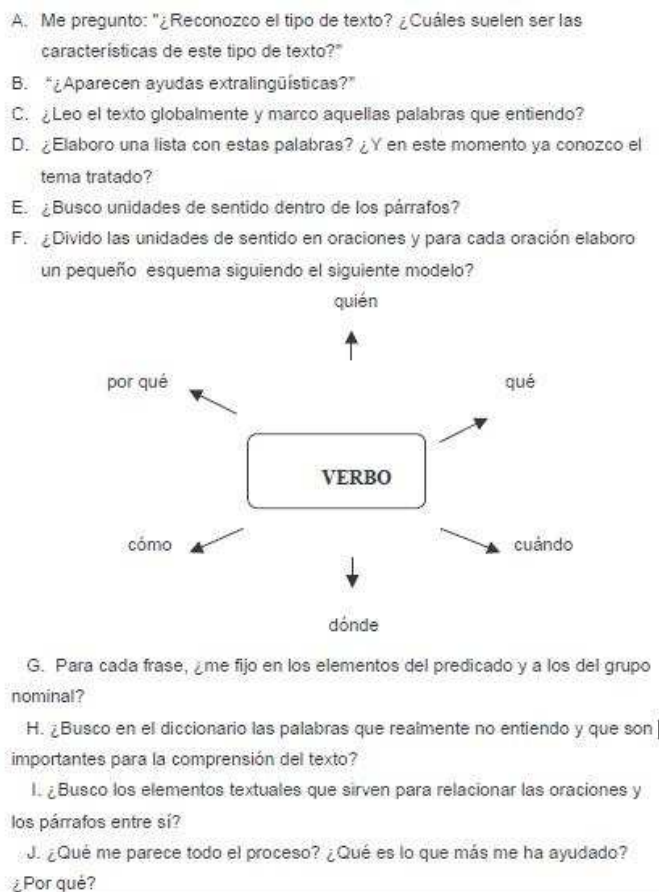 A. Me pregunto: "¿Reconozco el tipo de texto? ¿Cuáles suelen ser las
características de este tipo de texto?"
B. "¿Aparecen ayudas extralingüísticas?"
C. ¿Leo el texto globalmente y marco aquellas palabras que entiendo?
D. ¿Elaboro una lista con estas palabras? ¿Y en este momento ya conozco el
tema tratado?
E. ¿Busco unidades de sentido dentro de los párrafos?
F. ¿Divido las unidades de sentido en oraciones y para cada oración elaboro
un pequeño esquema siguiendo el siguiente modelo?
quién
por qué
qué
VERBO
cómo
cuándo
dónde
G. Para cada frase, ¿me fijo en los elementos del predicado y a los del grupo
nominal?
H. ¿Busco en el diccionario las palabras que realmente no entiendo y que son
importantes para la comprensión del texto?
I. ¿Busco los elementos textuales que sirven para relacionar las oraciones y
los párrafos entre sí?
J. ¿Qué me parece todo el proceso? ¿Qué es lo que más me ha ayudado?
¿Por qué?